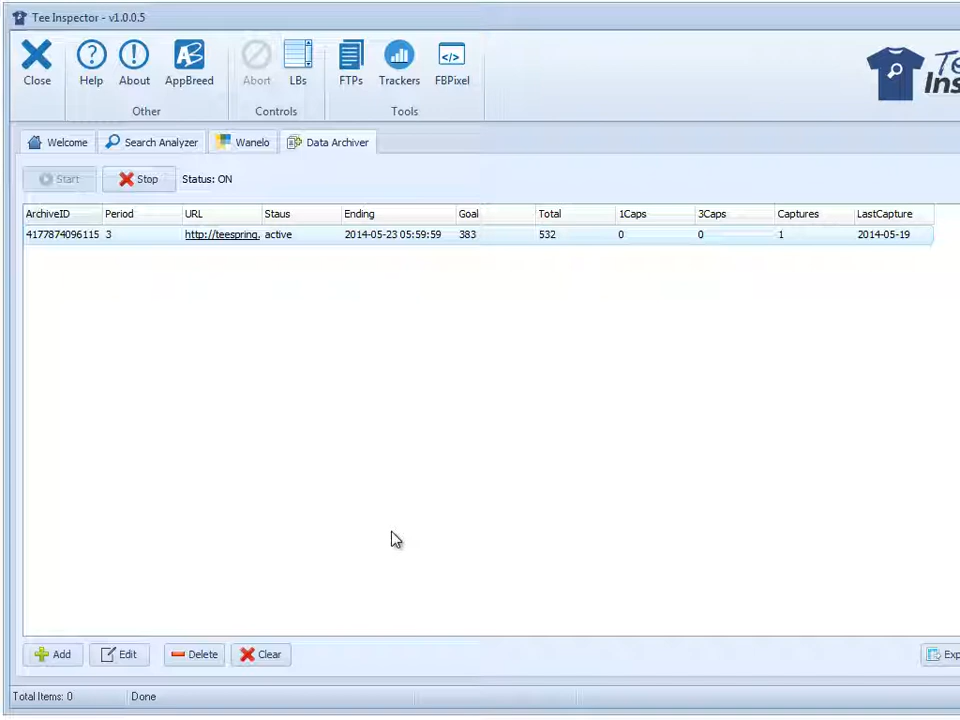 Tee Inspector - v1.0.0.5
Close Help About AppBreed Abort LBs FTPs Trackers FBPixel
Other Controls Tools
Welcome Search Analyzer Wanelo Data Archiver
Start Stop Status: ON
ArchiveID Period URL Staus Ending Goal Total 1Caps 3Caps Captures LastCapture
4177874096115 3 http://teespring. active 2014-05-23 05:59:59 383 532 0 0 1 2014-05-19
Add Edit Delete Clear Exp
Total Items: 0 Done